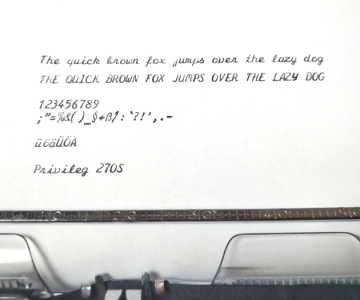 The quick brown fox jumps over the lazy dog
THE QUICK BROWN FOX JUMPS OVER THE LAZY DOG
123456789
;"=%&()_§+ß/:`?!',.-
üöäÜÖÄ
Privileg 270S